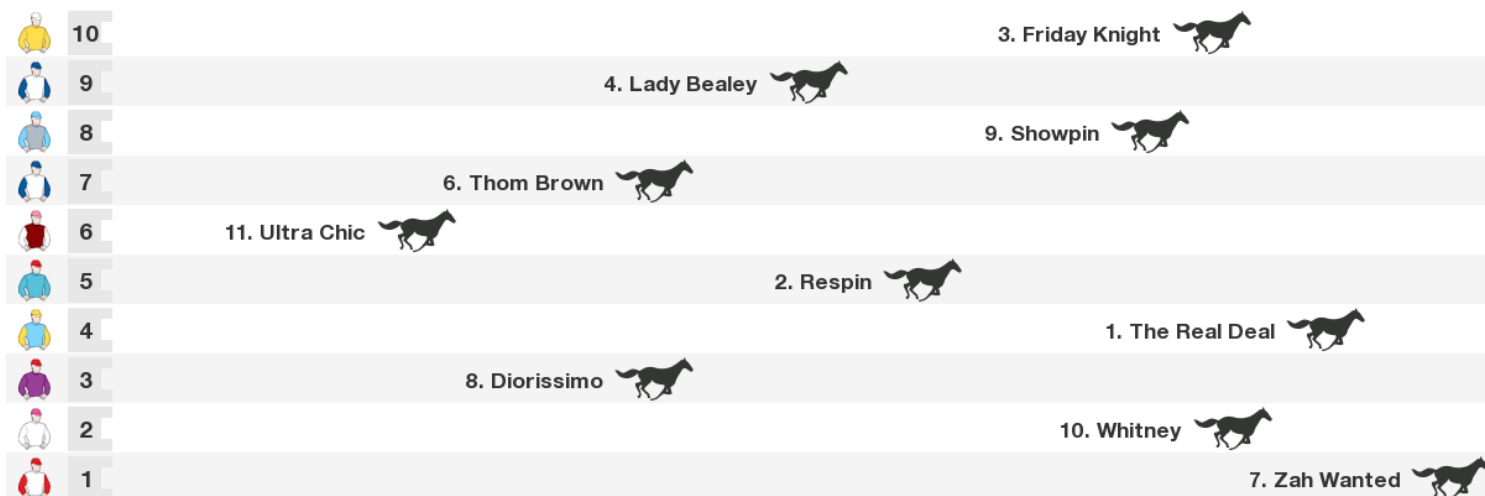 10 3. Friday Knight
9 4. Lady Bealey
8 9. Showpin
7 6. Thom Brown
6 11. Ultra Chic
5 2. Respin
4 1. The Real Deal
3 8. Diorissimo
2 10. Whitney
1 7. Zah Wanted